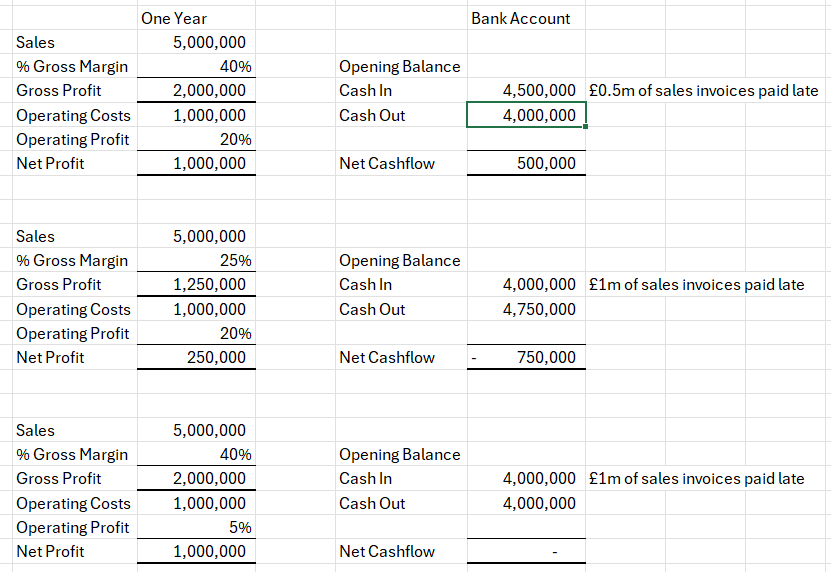 One Year Bank Account
Sales 5,000,000
% Gross Margin 40% Opening Balance
Gross Profit 2,000,000 Cash In 4,500,000 £0.5m of sales invoices paid late
Operating Costs 1,000,000 Cash Out 4,000,000
Operating Profit 20%
Net Profit 1,000,000 Net Cashflow 500,000
Sales 5,000,000
% Gross Margin 25% Opening Balance
Gross Profit 1,250,000 Cash In 4,000,000 £1m of sales invoices paid late
Operating Costs 1,000,000 Cash Out 4,750,000
Operating Profit 20%
Net Profit 250,000 Net Cashflow - 750,000
Sales 5,000,000
% Gross Margin 40% Opening Balance
Gross Profit 2,000,000 Cash In 4,000,000 £1m of sales invoices paid late
Operating Costs 1,000,000 Cash Out 4,000,000
Operating Profit 5%
Net Profit 1,000,000 Net Cashflow -